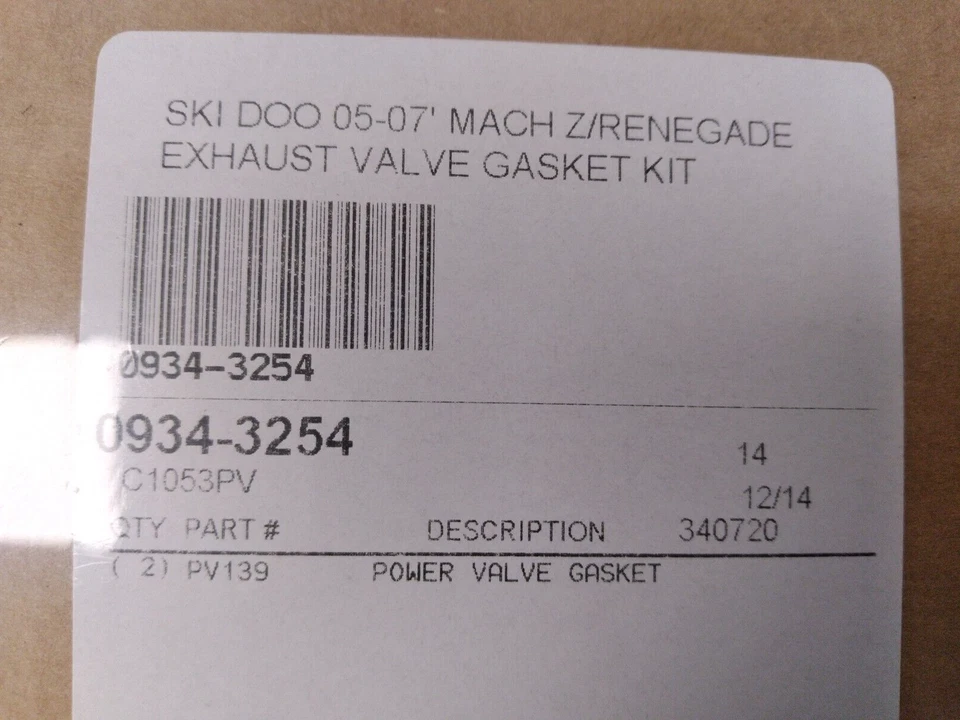 SKI DOO 05-07' MACH Z/RENEGADE
EXHAUST VALVE GASKET KIT
0934-3254
0934-3254
14
C1053PV
12/14
QTY PART # DESCRIPTION 340720
( 2) PV139 POWER VALVE GASKET